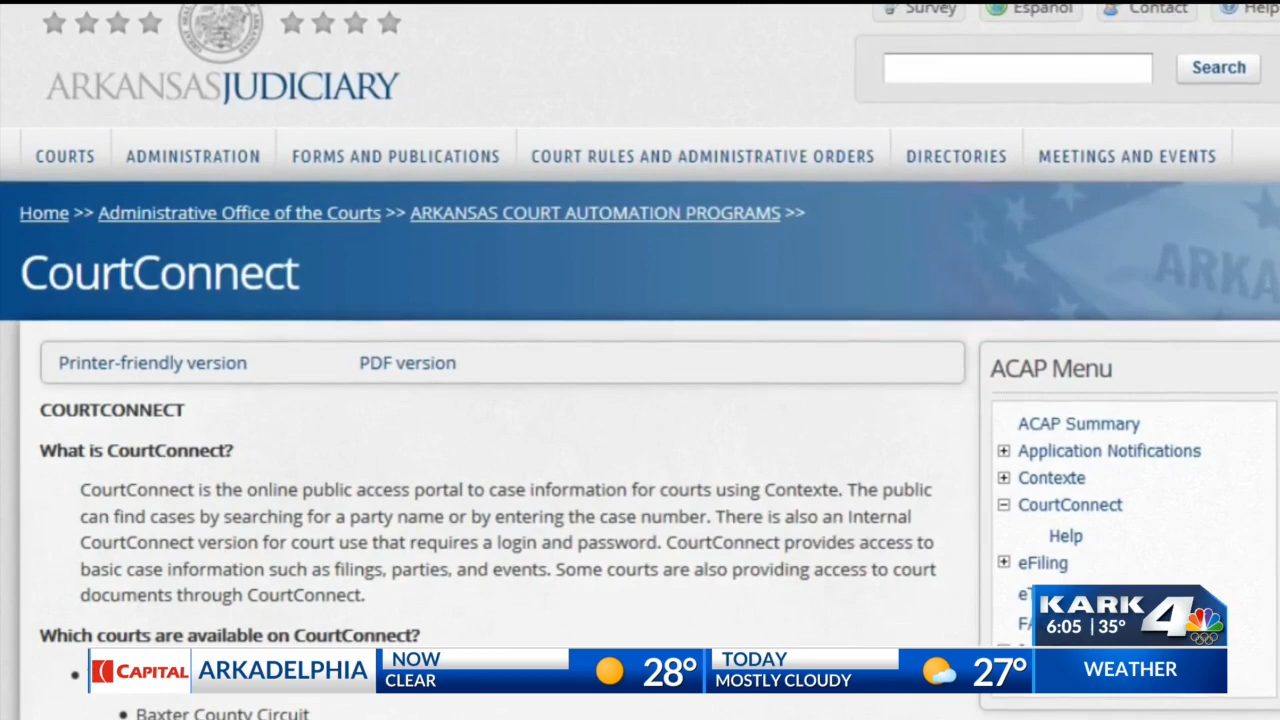 Survey
Español
Contact
Help
ARKANSASJUDICIARY
Search
COURTS
ADMINISTRATION
FORMS AND PUBLICATIONS
COURT RULES AND ADMINISTRATIVE ORDERS
DIRECTORIES
MEETINGS AND EVENTS
Home >> Administrative Office of the Courts >> ARKANSAS COURT AUTOMATION PROGRAMS >>
ARKA
CourtConnect
Printer-friendly version
PDF version
COURTCONNECT
What is CourtConnect?
CourtConnect is the online public access portal to case information for courts using Contexte. The public
can find cases by searching for a party name or by entering the case number. There is also an Internal
CourtConnect version for court use that requires a login and password. CourtConnect provides access to
basic case information such as filings, parties, and events. Some courts are also providing access to court
documents through CourtConnect.
Which courts are available on CourtConnect?
• Baxter County Circuit
ACAP Menu
ACAP Summary
Application Notifications
Contexte
CourtConnect
Help
eFiling
KARK 4
6:05 | 35°
CAPITAL
ARKADELPHIA
NOW
CLEAR
28°
TODAY
MOSTLY CLOUDY
27°
WEATHER